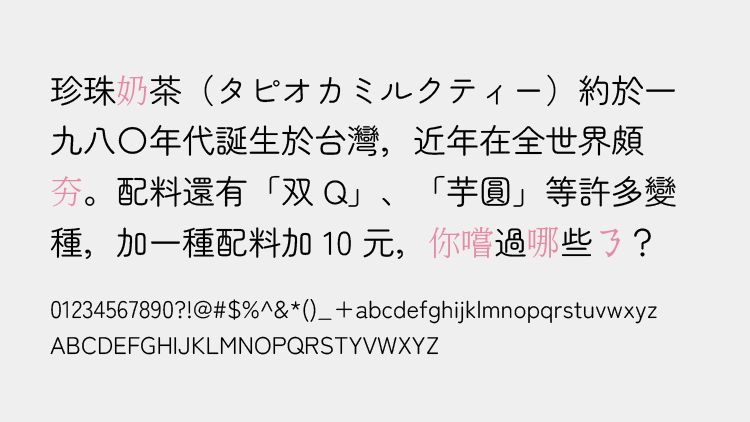 珍珠奶茶（タピオカミルクティー）約於一
九八〇年代誕生於台灣，近年在全世界頗
夯。配料還有「双 Q」、「芋圓」等許多變
種，加一種配料加 10 元，你嚐過哪些ㄋ？
01234567890?!@#$%^&*()_＋abcdefghijklmnopqrstuvwxyz
ABCDEFGHIJKLMNOPQRSTYVWXYZ